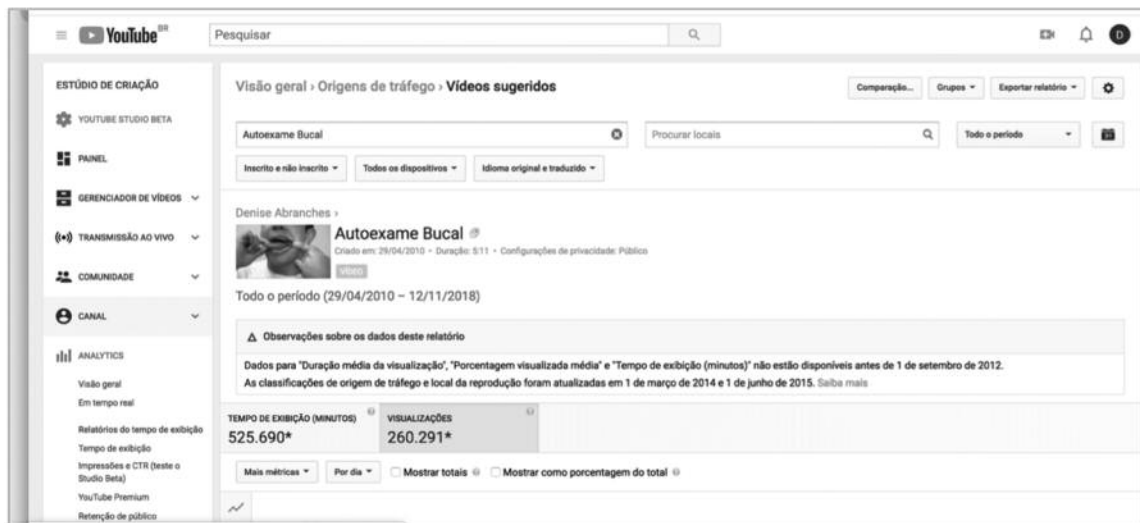 YouTube BR
Pesquisar
D
ESTÚDIO DE CRIAÇÃO
YOUTUBE STUDIO BETA
PAINEL
GERENCIADOR DE VÍDEOS
TRANSMISSÃO AO VIVO
COMUNIDADE
CANAL
ANALYTICS
Visão geral
Em tempo real
Relatórios do tempo de exibição
Tempo de exibição
Impressões e CTR (teste o
Studio Beta)
YouTube Premium
Retenção de público
Visão geral › Origens de tráfego › Vídeos sugeridos
Comparação...
Grupos
Exportar relatório
Autoexame Bucal
Procurar locais
Todo o período
Inscrito e não inscrito
Todos os dispositivos
Idioma original e traduzido
Denise Abranches ›
Autoexame Bucal
Criado em: 29/04/2010 • Duração: 5:11 • Configurações de privacidade: Público
VÍDEO
Todo o período (29/04/2010 – 12/11/2018)
Observações sobre os dados deste relatório
Dados para "Duração média da visualização", "Porcentagem visualizada média" e "Tempo de exibição (minutos)" não estão disponíveis antes de 1 de setembro de 2012.
As classificações de origem de tráfego e local da reprodução foram atualizadas em 1 de março de 2014 e 1 de junho de 2015. Saiba mais
TEMPO DE EXIBIÇÃO (MINUTOS)
525.690*
VISUALIZAÇÕES
260.291*
Mais métricas
Por dia
Mostrar totais
Mostrar como porcentagem do total